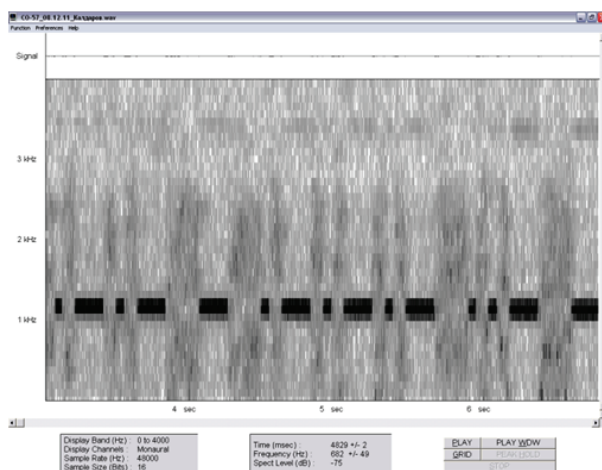 CO-57_08.12.11_Калдаров.wav
Function Preferences Help
Signal
3 kHz
2 kHz
1 kHz
4 sec 5 sec 6 sec
Display Band (Hz) : 0 to 4000
Display Channels : Monaural
Sample Rate (Hz) : 48000
Sample Size (Bits) : 16
Time (msec) : 4829 +/- 2
Frequency (Hz) : 682 +/- 49
Spect Level (dB) : -75
PLAY PLAY WDW
GRID PEAK HOLD
STOP